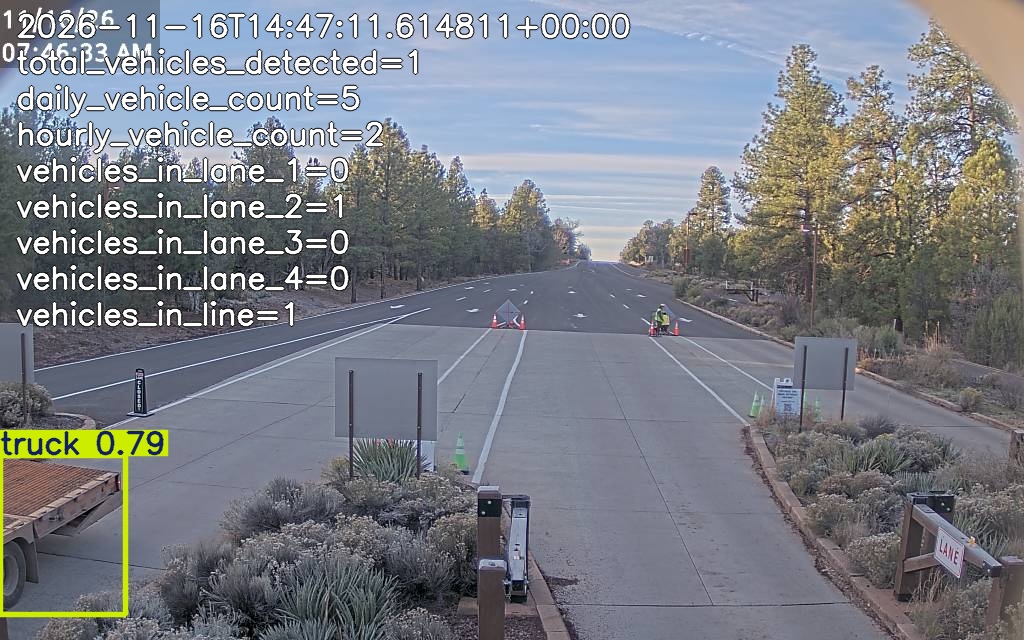 2026-11-16T14:47:11.614811+00:00
07:46:33 AM
total_vehicles_detected=1
daily_vehicle_count=5
hourly_vehicle_count=2
vehicles_in_lane_1=0
vehicles_in_lane_2=1
vehicles_in_lane_3=0
vehicles_in_lane_4=0
vehicles_in_line=1
CLOSED
truck 0.79
LANE